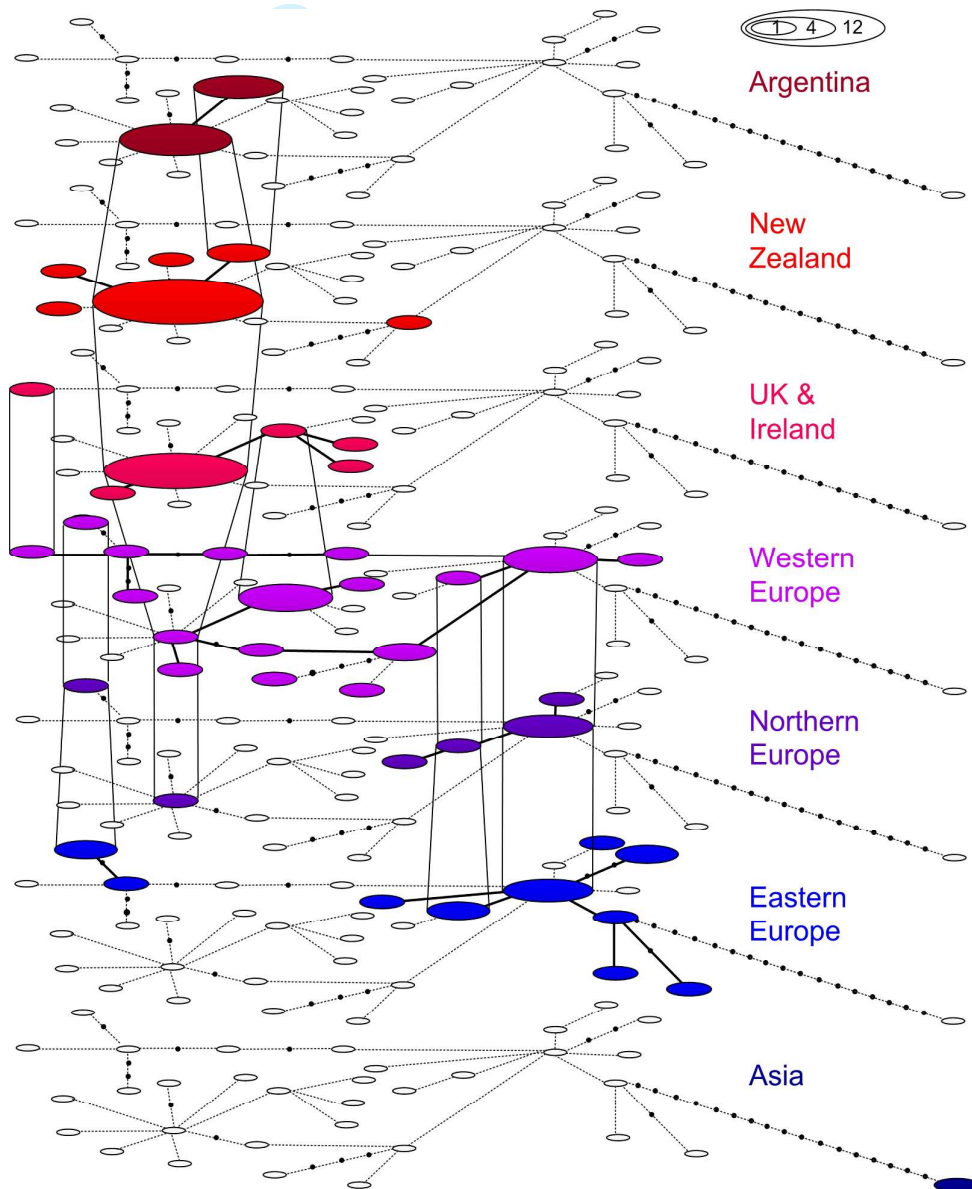 1 4 12
Argentina
New
Zealand
UK &
Ireland
Western
Europe
Northern
Europe
Eastern
Europe
Asia